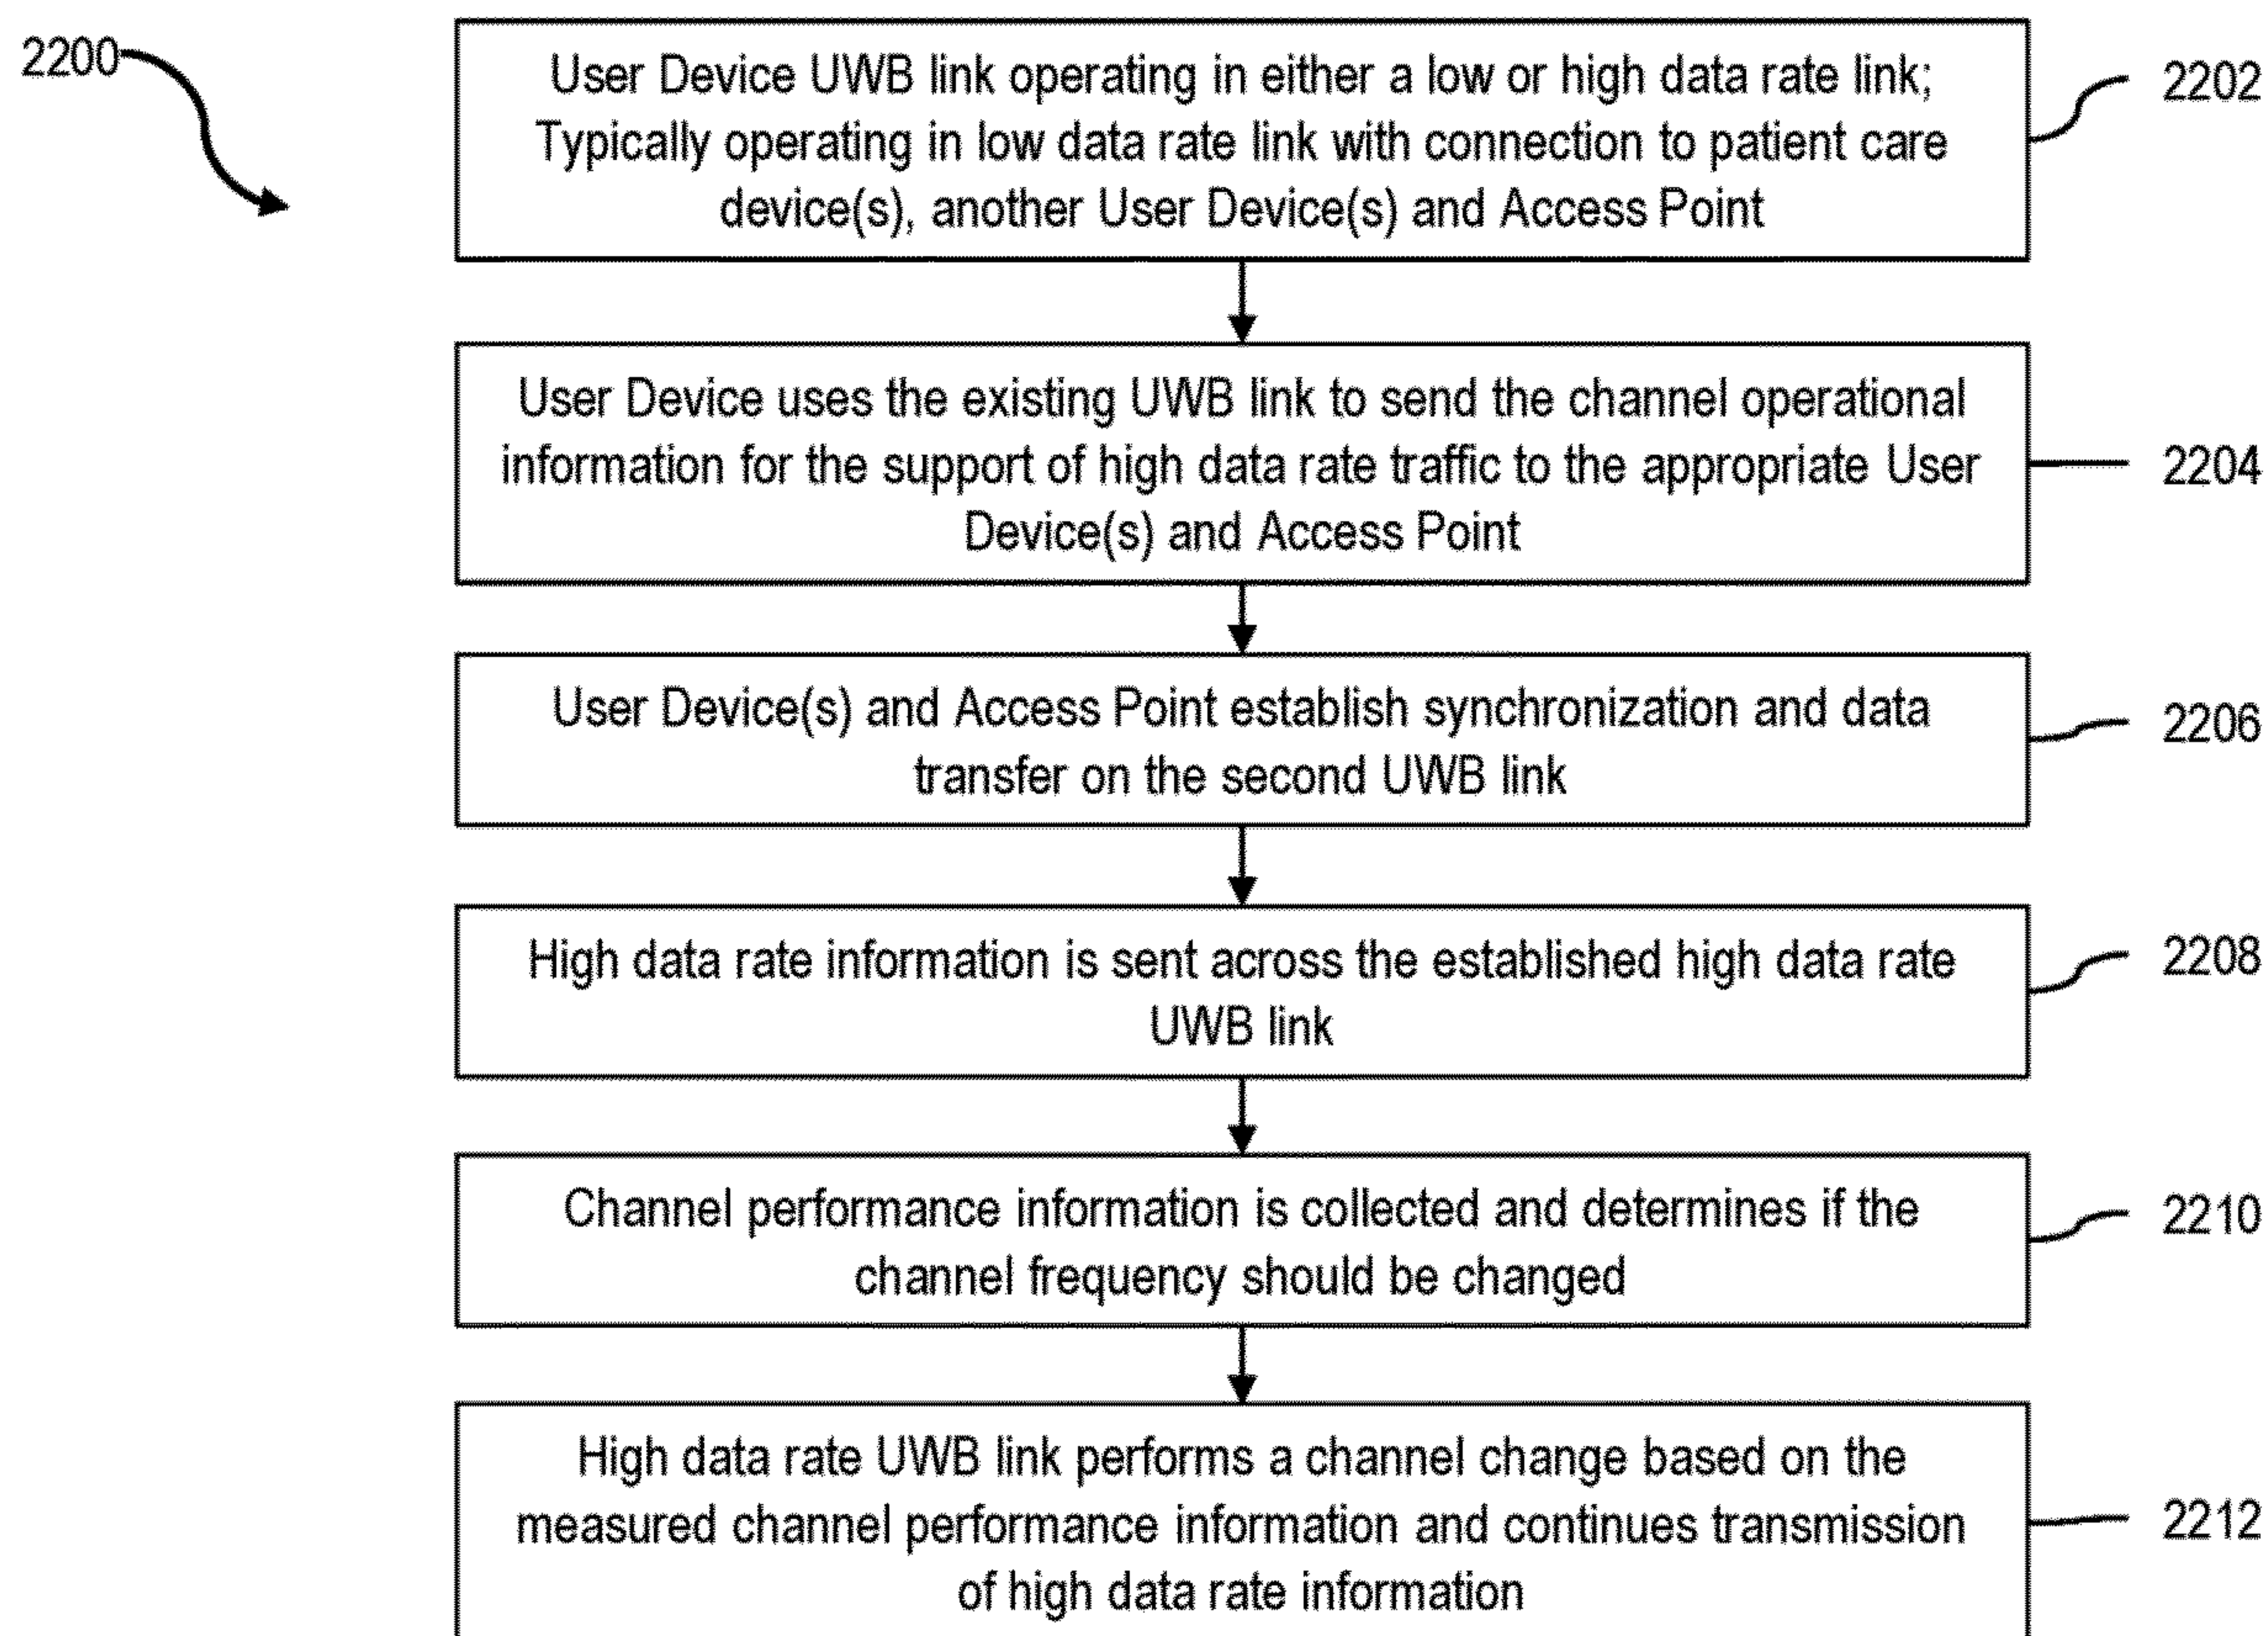 2200
User Device UWB link operating in either a low or high data rate link;
Typically operating in low data rate link with connection to patient care
device(s), another User Device(s) and Access Point
2202
User Device uses the existing UWB link to send the channel operational
information for the support of high data rate traffic to the appropriate User
Device(s) and Access Point
2204
User Device(s) and Access Point establish synchronization and data
transfer on the second UWB link
2206
High data rate information is sent across the established high data rate
UWB link
2208
Channel performance information is collected and determines if the
channel frequency should be changed
2210
High data rate UWB link performs a channel change based on the
measured channel performance information and continues transmission
of high data rate information
2212